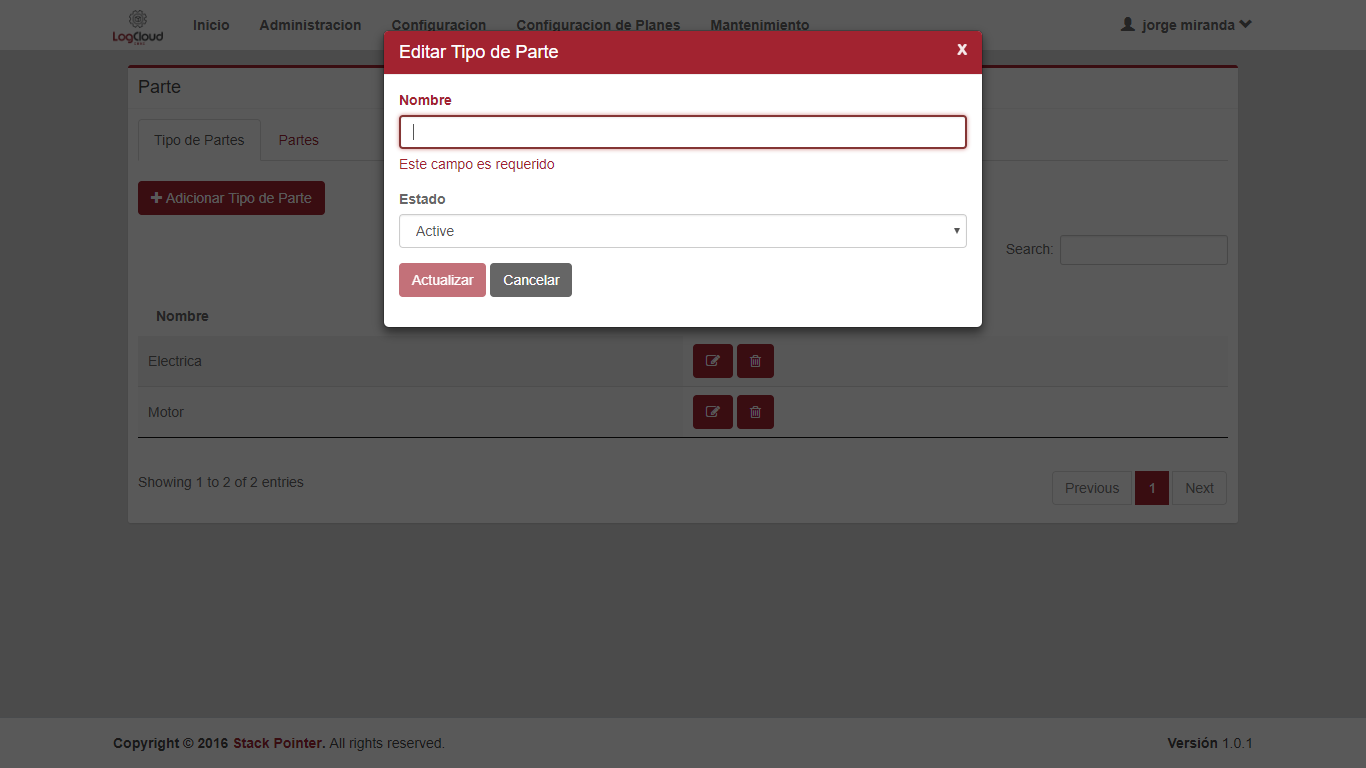 LogCloud
Inicio
Administracion
Configuracion
Configuracion de Planes
Mantenimiento
jorge miranda
Editar Tipo de Parte
x
Nombre
Este campo es requerido
Estado
Active
Actualizar
Cancelar
Parte
Tipo de Partes
Partes
Adicionar Tipo de Parte
Search:
Nombre
Electrica
Motor
Showing 1 to 2 of 2 entries
Previous
1
Next
Copyright © 2016 Stack Pointer. All rights reserved.
Versión 1.0.1